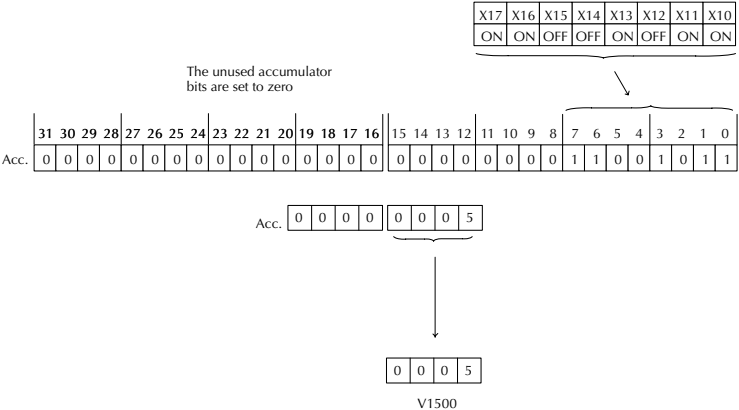 X17 X16 X15 X14 X13 X12 X11 X10
ON ON OFF OFF ON OFF ON ON
The unused accumulator
bits are set to zero
31 30 29 28 27 26 25 24 23 22 21 20 19 18 17 16 15 14 13 12 11 10 9 8 7 6 5 4 3 2 1 0
Acc. 0 0 0 0 0 0 0 0 0 0 0 0 0 0 0 0 0 0 0 0 0 0 0 0 1 1 0 0 1 0 1 1
Acc. 0 0 0 0 0 0 0 5
0 0 0 5
V1500